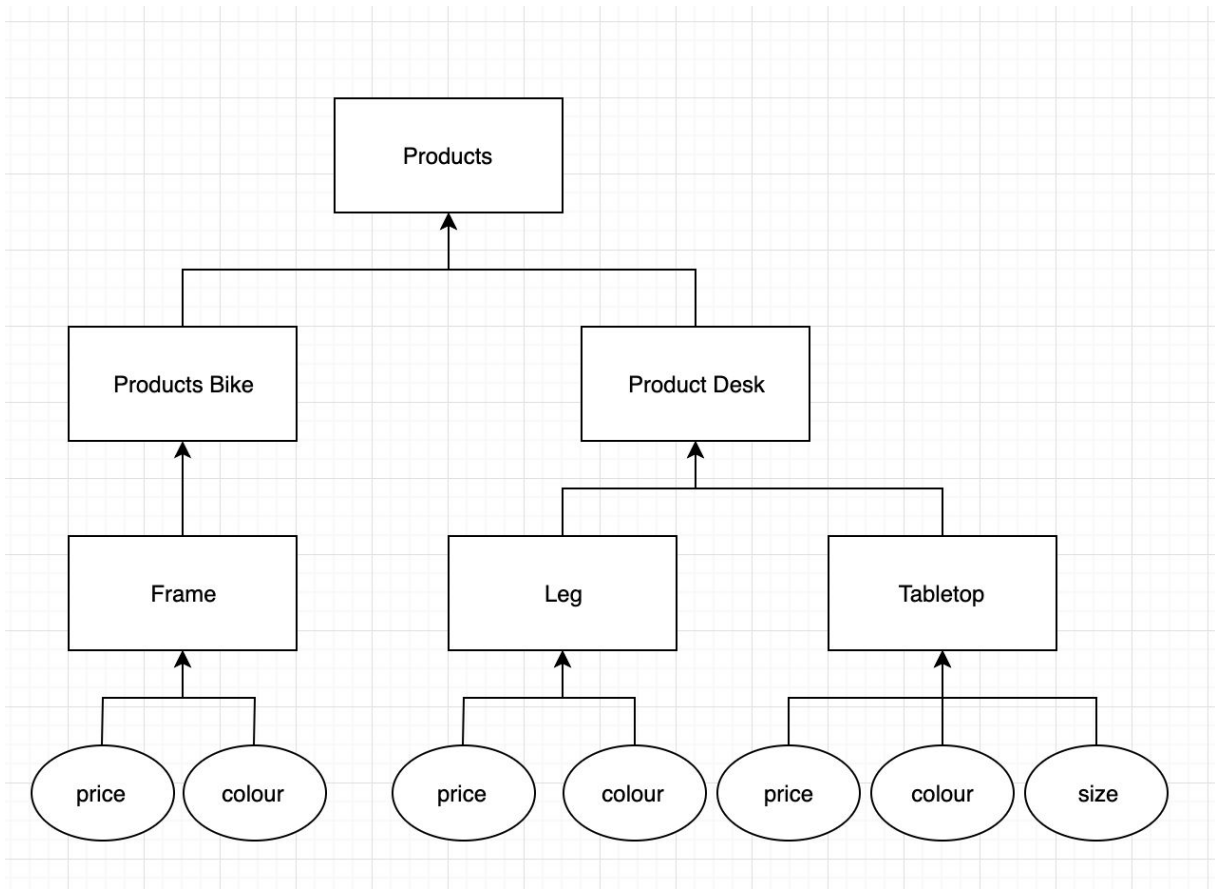 Products
Products Bike
Product Desk
Frame
Leg
Tabletop
price
colour
price
colour
price
colour
size